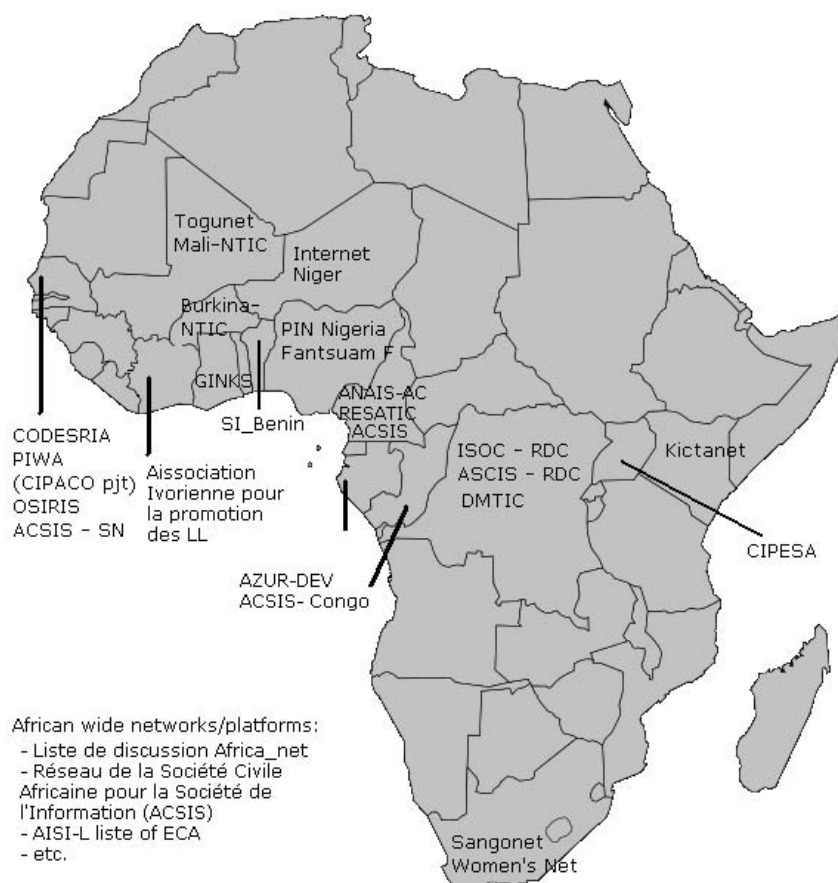 Togunet
Mali-NTIC
Internet
Niger
Burkina-
NTIC
PIN Nigeria
Fantsuam F
GINKS
SI_Benin
ANAIS-AC
RESATIC
ACSIS
CODESRIA
PIWA
(CIPACO pjt)
OSIRIS
ACSIS - SN
Aissociation
Ivorienne pour
la promotion
des LL
ISOC - RDC
ASCIS - RDC
DMTIC
Kictanet
CIPESA
AZUR-DEV
ACSIS- Congo
African wide networks/platforms:
- Liste de discussion Africa_net
- Réseau de la Société Civile
Africaine pour la Société de
l'Information (ACSIS)
- AISI-L liste of ECA
- etc.
Sangonet
Women's Net